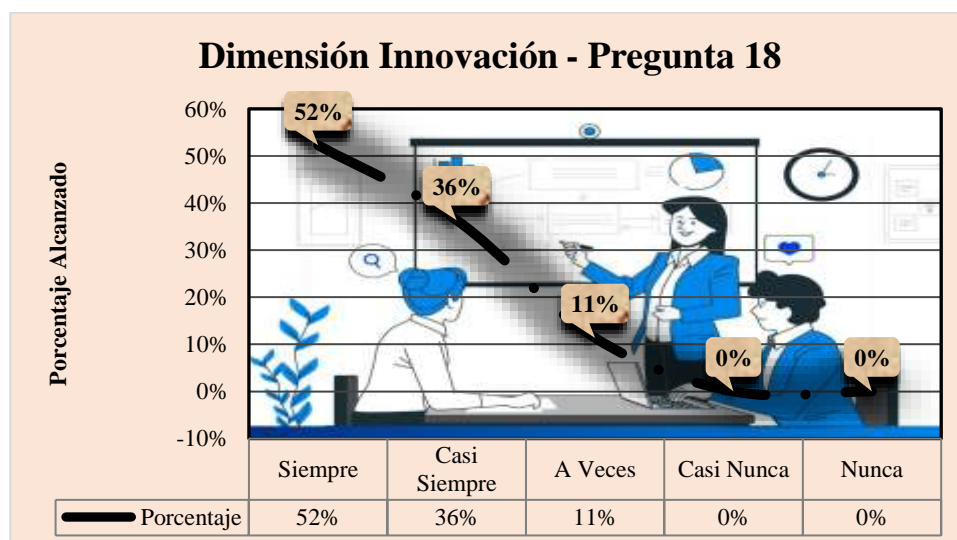 Dimensión Innovación - Pregunta 18
Porcentaje Alcanzado
60%
50%
40%
30%
20%
10%
0%
-10%
52%
36%
11%
0%
0%
Siempre
Casi
Siempre
A Veces
Casi Nunca
Nunca
Porcentaje 52% 36% 11% 0% 0%